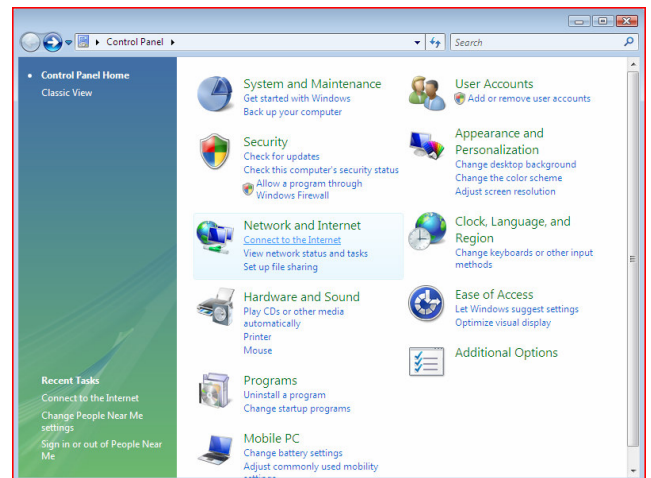 Control Panel
Search
Control Panel Home
Classic View
System and Maintenance
Get started with Windows
Back up your computer
Security
Check for updates
Check this computer's security status
Allow a program through
Windows Firewall
Network and Internet
Connect to the Internet
View network status and tasks
Set up file sharing
Hardware and Sound
Play CDs or other media
automatically
Printer
Mouse
Programs
Uninstall a program
Change startup programs
Mobile PC
Change battery settings
Adjust commonly used mobility
User Accounts
Add or remove user accounts
Appearance and
Personalization
Change desktop background
Change the color scheme
Adjust screen resolution
Clock, Language, and
Region
Change keyboards or other input
methods
Ease of Access
Let Windows suggest settings
Optimize visual display
Additional Options
Recent Tasks
Connect to the Internet
Change People Near Me
settings
Sign in or out of People Near
Me